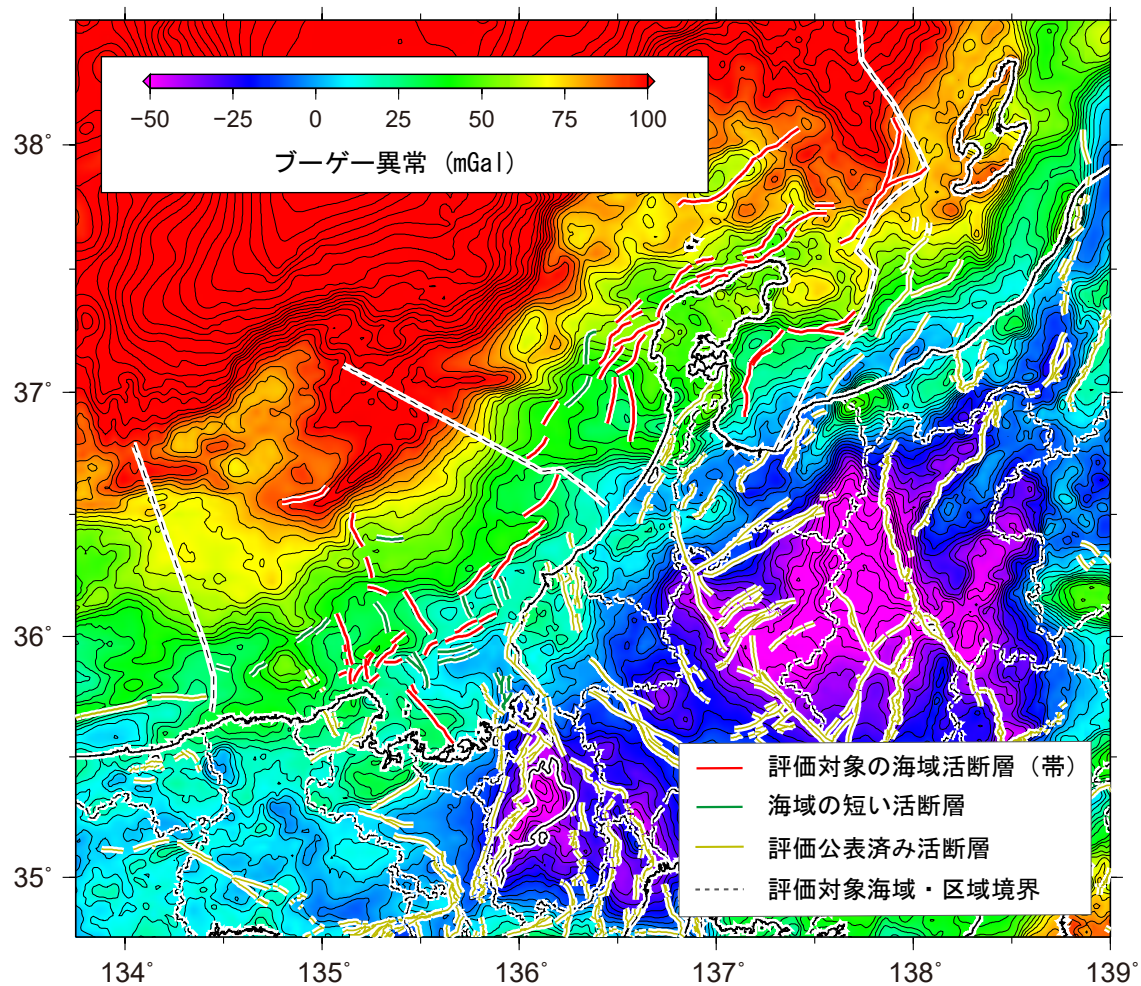 −50 −25 0 25 50 75 100
ブーゲー異常 (mGal)
38˚
37˚
36˚
35˚
評価対象の海域活断層（帯）
海域の短い活断層
評価公表済み活断層
評価対象海域・区域境界
134˚ 135˚ 136˚ 137˚ 138˚ 139˚